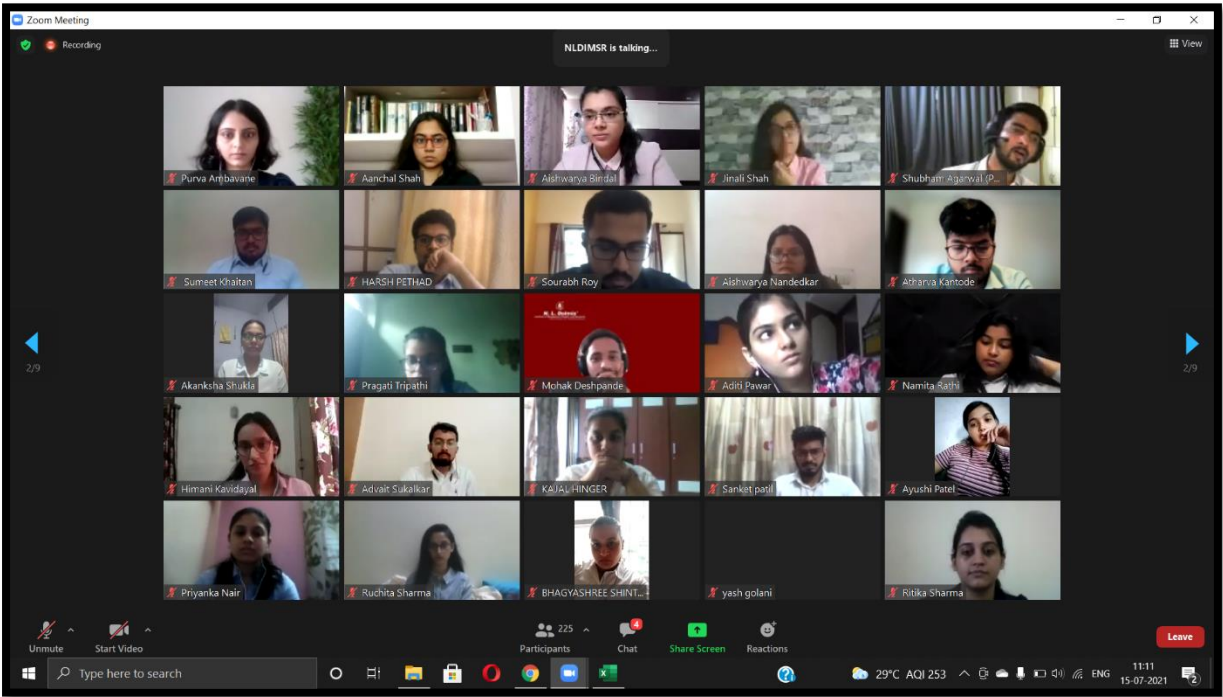 Zoom Meeting
Recording
NLDIMSR is talking...
View
Purva Ambavane
Aanchal Shah
Aishwarya Bindal
Jinali Shah
Shubham Agarwal (P...
Sumeet Khaitan
HARSH PETHAD
Sourabh Roy
Aishwarya Nandedkar
Atharva Kantode
2/9
2/9
Akanksha Shukla
Pragati Tripathi
Mohak Deshpande
Aditi Pawar
Namita Rathi
Himani Kavidayal
Advait Sukalkar
KAJAL HINGER
Sanket patil
Ayushi Patel
Priyanka Nair
Ruchita Sharma
BHAGYASHREE SHINT...
yash golani
Ritika Sharma
Unmute
Start Video
225
Participants
4
Chat
Share Screen
Reactions
Leave
Type here to search
29°C AQI 253
ENG
11:11
15-07-2021
2